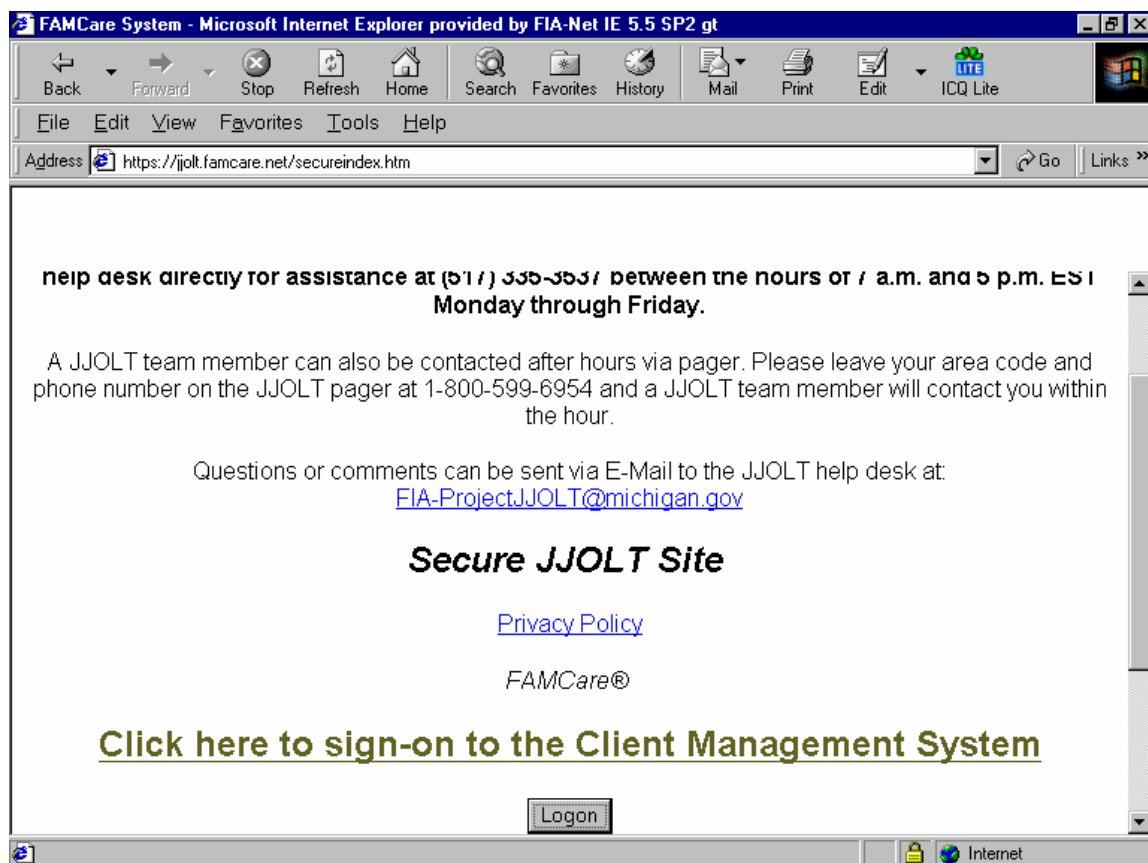 FAMCare System - Microsoft Internet Explorer provided by FIA-Net IE 5.5 SP2 gt
Back Forward Stop Refresh Home Search Favorites History Mail Print Edit LITE ICQ Lite
File Edit View Favorites Tools Help
Address https://jjolt.famcare.net/secureindex.htm Go Links »
help desk directly for assistance at (517) 335-3537 between the hours of 7 a.m. and 5 p.m. EST
Monday through Friday.
A JJOLT team member can also be contacted after hours via pager. Please leave your area code and
phone number on the JJOLT pager at 1-800-599-6954 and a JJOLT team member will contact you within
the hour.
Questions or comments can be sent via E-Mail to the JJOLT help desk at:
FIA-ProjectJJOLT@michigan.gov
Secure JJOLT Site
Privacy Policy
FAMCare®
Click here to sign-on to the Client Management System
Logon
Internet